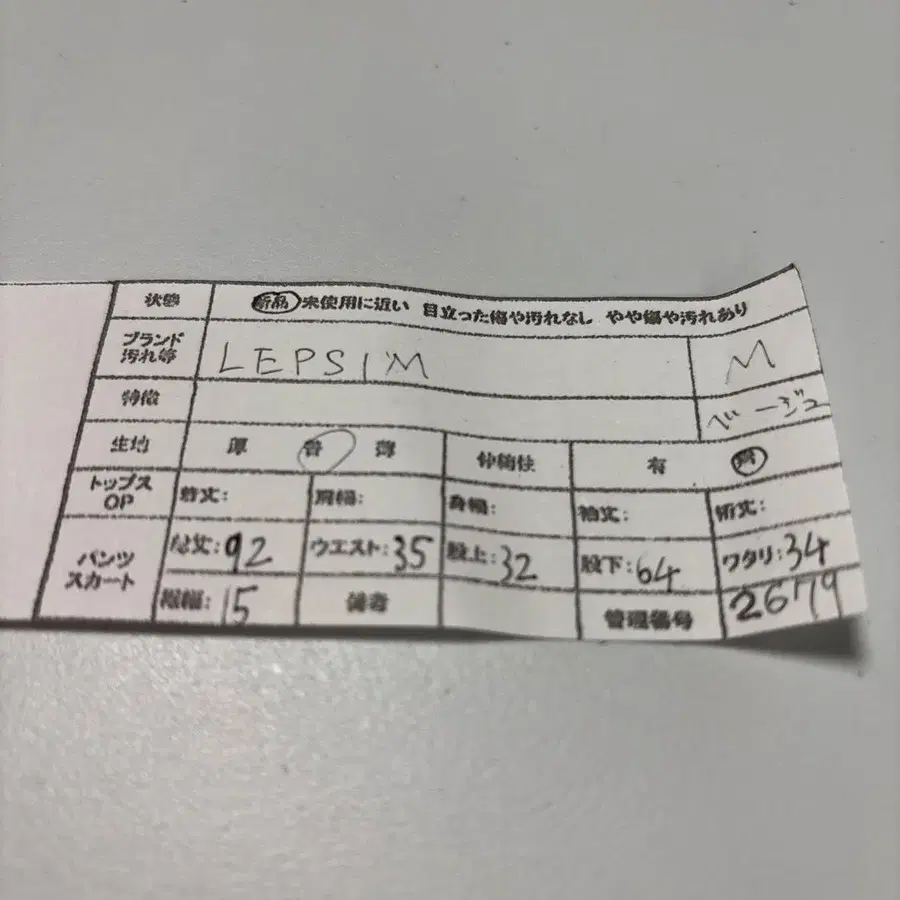 状態 新品 未使用に近い 目立った傷や汚れなし やや傷や汚れあり
ブランド
汚れ等 LEPSIM M
特徴 ベージュ
生地 厚 普 薄 伸縮性 有 無
トップス
OP 着丈: 肩幅: 身幅: 袖丈: 裄丈:
パンツ
スカート 総丈:92 ウエスト:35 股上:32 股下:64 ワタリ:34
裾幅:15 備考 管理番号 2679